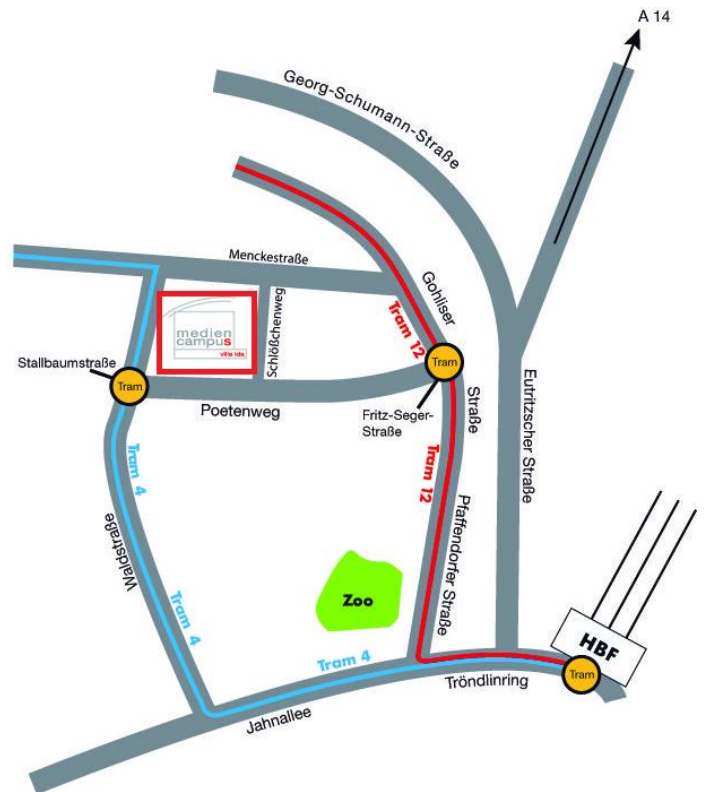 A 14
Georg-Schumann-Straße
Menckestraße
Gohliser
Straße
Tram 12
Schlößchenweg
medien
campus
villa ida
Stallbaumstraße
Tram
Tram
Poetenweg
Fritz-Seger-
Straße
Eutritzscher Straße
Tram 4
Tram 12
Waldstraße
Pfaffendorfer Straße
Zoo
Tram 4
Tram 4
HBF
Tram
Tröndlinring
Jahnallee